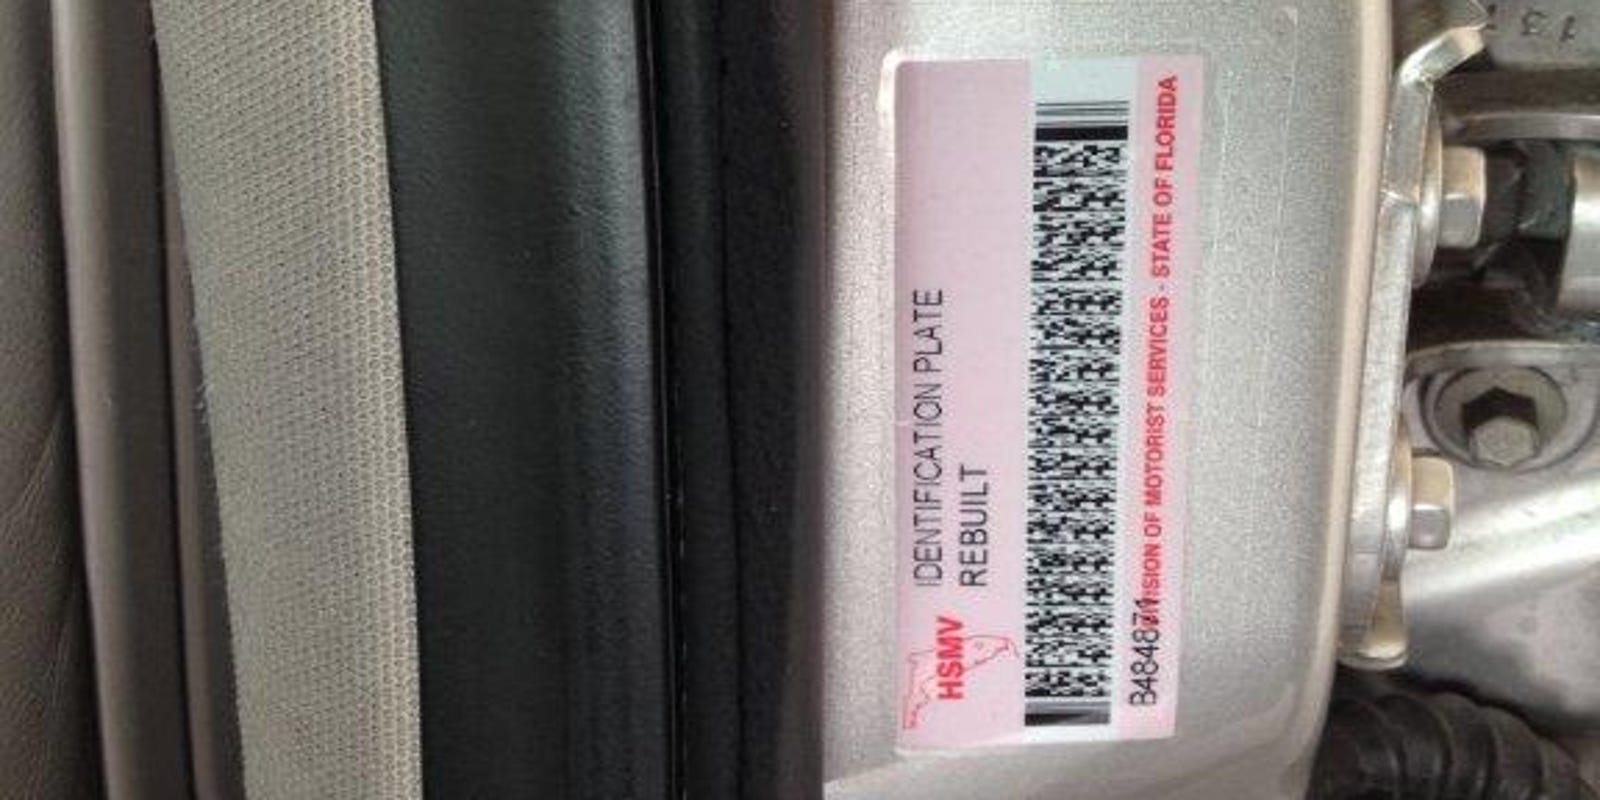 HSMV
IDENTIFICATION PLATE
REBUILT
B484871
DIVISION OF MOTORIST SERVICES - STATE OF FLORIDA